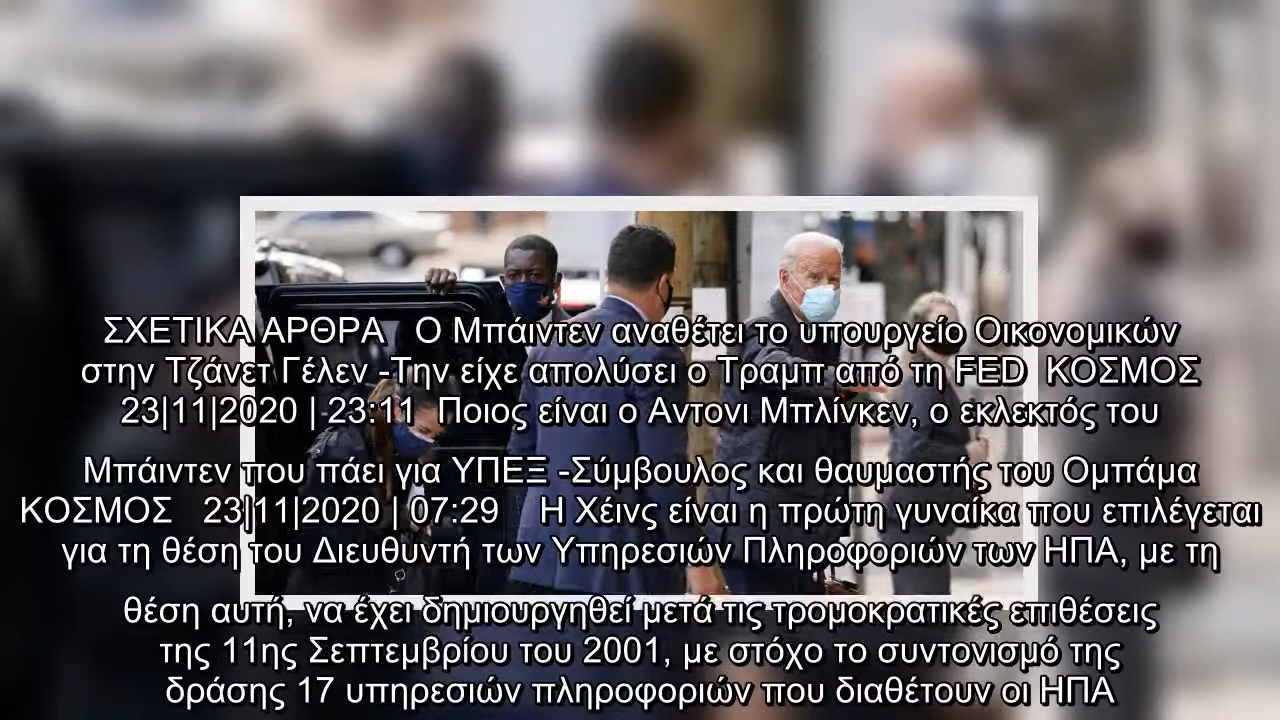 ΣΧΕΤΙΚΑ ΑΡΘΡΑ Ο Μπάιντεν αναθέτει το υπουργείο Οικονομικών
στην Τζάνετ Γέλεν -Την είχε απολύσει ο Τραμπ από τη FED ΚΟΣΜΟΣ
23|11|2020 | 23:11 Ποιος είναι ο Αντονι Μπλίνκεν, ο εκλεκτός του
Μπάιντεν που πάει για ΥΠΕΞ -Σύμβουλος και θαυμαστής του Ομπάμα
ΚΟΣΜΟΣ 23|11|2020 | 07:29 Η Χέινς είναι η πρώτη γυναίκα που επιλέγεται
για τη θέση του Διευθυντή των Υπηρεσιών Πληροφοριών των ΗΠΑ, με τη
θέση αυτή, να έχει δημιουργηθεί μετά τις τρομοκρατικές επιθέσεις
της 11ης Σεπτεμβρίου του 2001, με στόχο το συντονισμό της
δράσης 17 υπηρεσιών πληροφοριών που διαθέτουν οι ΗΠΑ